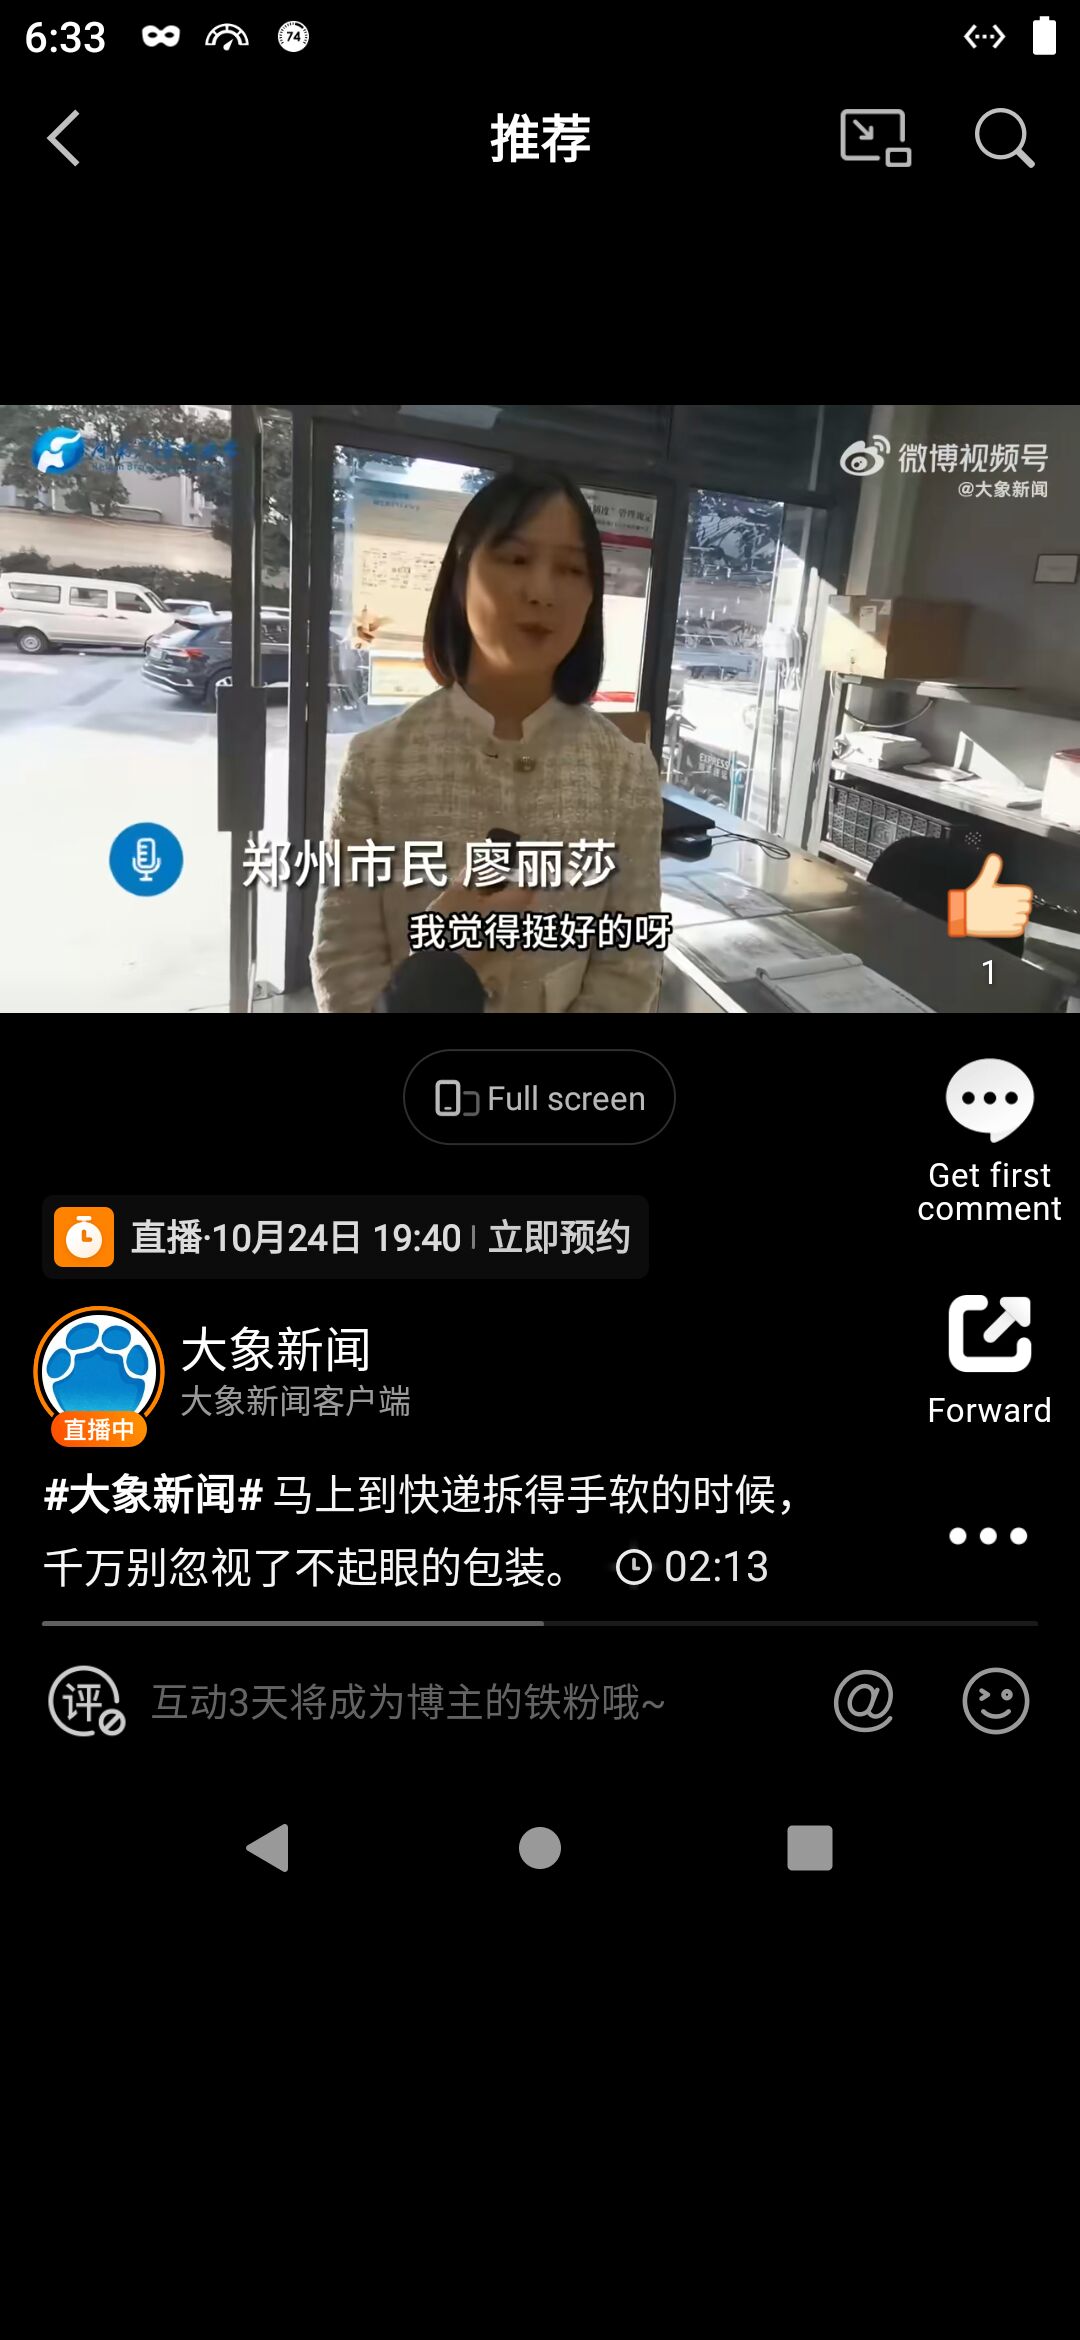 6:33
74
推荐
微博视频号
@大象新闻
EXPRESS
郑州市民 廖丽莎
我觉得挺好的呀
1
Full screen
Get first
comment
直播·10月24日 19:40 | 立即预约
大象新闻
大象新闻客户端
直播中
Forward
#大象新闻# 马上到快递拆得手软的时候，
千万别忽视了不起眼的包装。 02:13
评
互动3天将成为博主的铁粉哦~